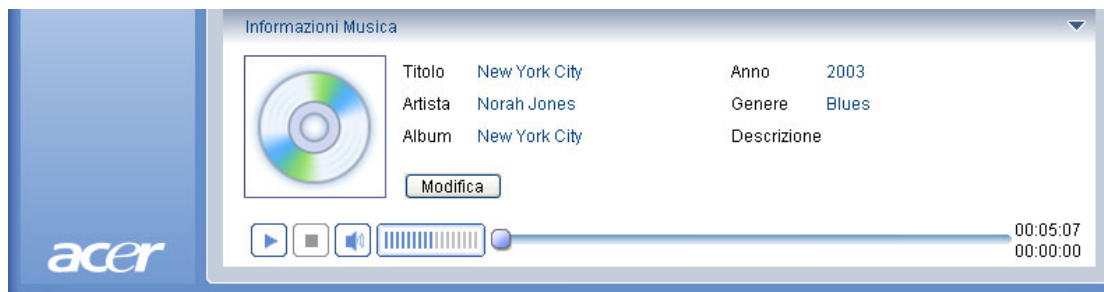 Informazioni Musica
Titolo New York City Anno 2003
Artista Norah Jones Genere Blues
Album New York City Descrizione
Modifica
00:05:07
00:00:00
acer